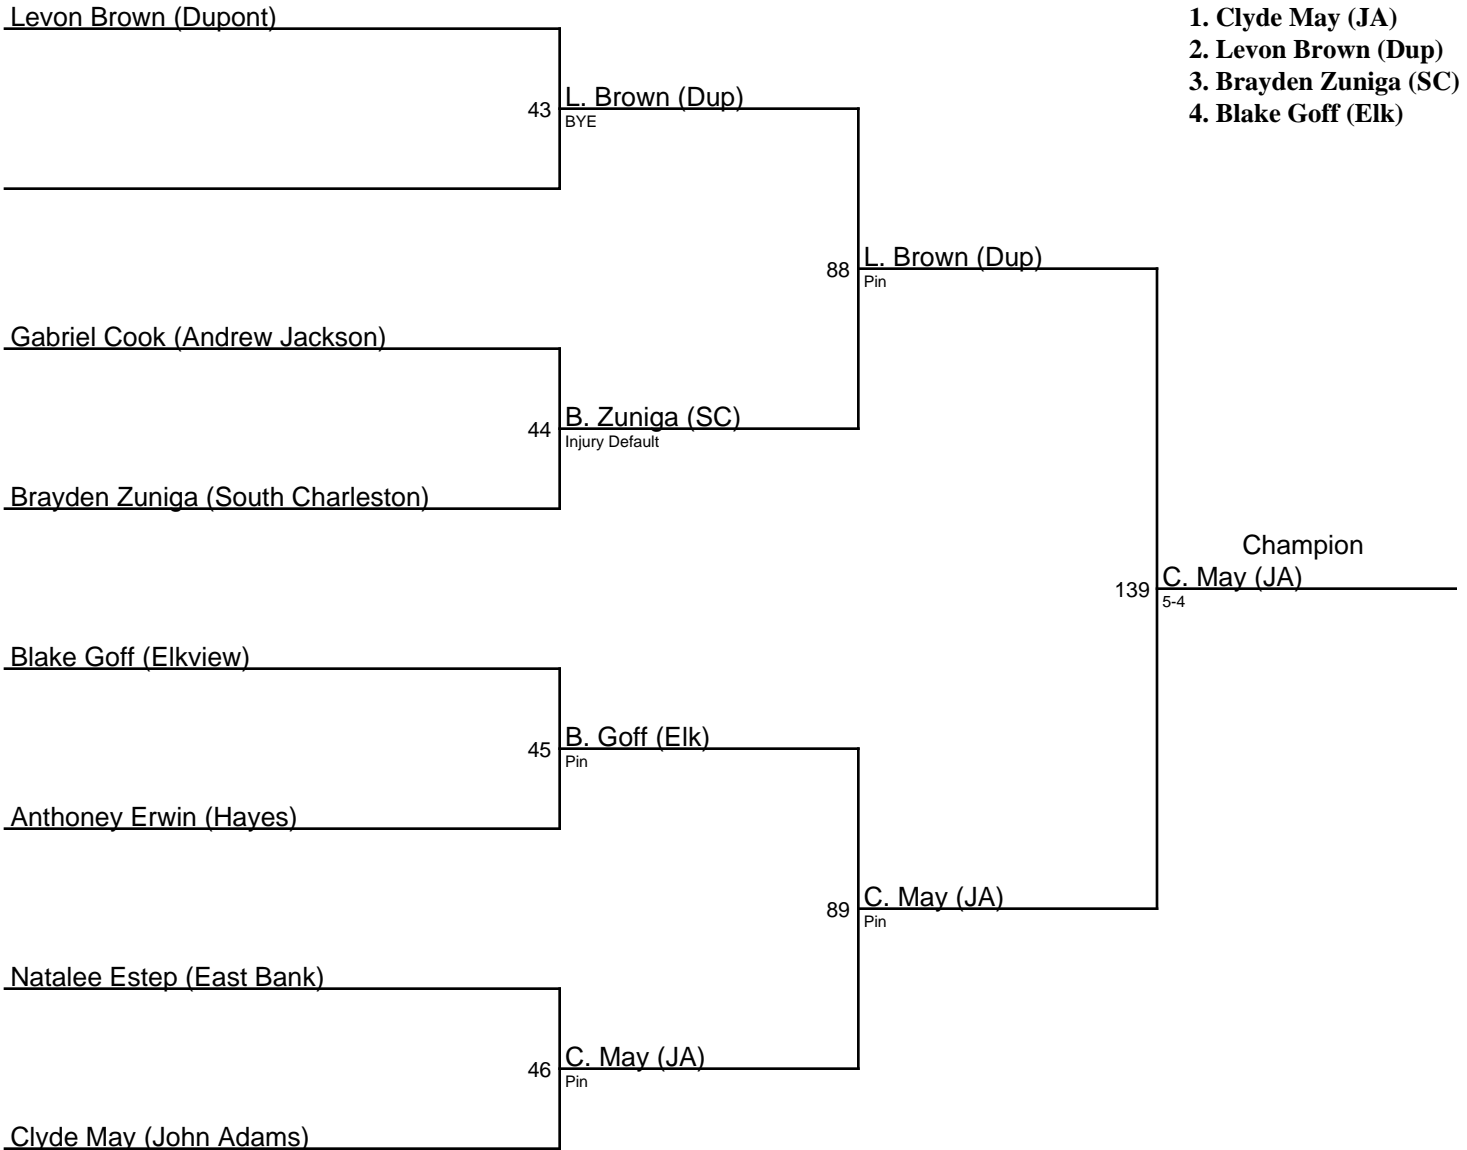 Levon Brown (Dupont)
1. Clyde May (JA)
2. Levon Brown (Dup)
3. Brayden Zuniga (SC)
4. Blake Goff (Elk)
43 L. Brown (Dup)
BYE
88 L. Brown (Dup)
Pin
Gabriel Cook (Andrew Jackson)
44 B. Zuniga (SC)
Injury Default
Brayden Zuniga (South Charleston)
Champion
139 C. May (JA)
5-4
Blake Goff (Elkview)
45 B. Goff (Elk)
Pin
Anthoney Erwin (Hayes)
89 C. May (JA)
Pin
Natalee Estep (East Bank)
46 C. May (JA)
Pin
Clyde May (John Adams)